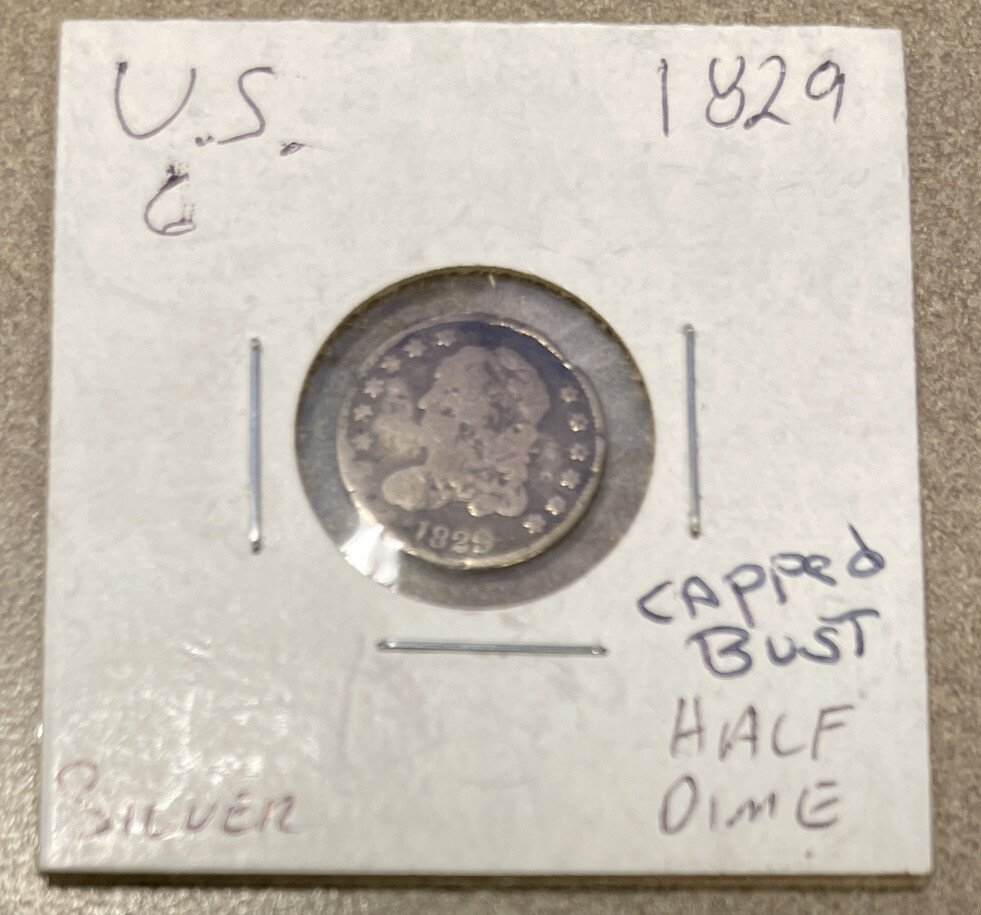 U.S.
1829
1829
CAPPed
BUST
HALF
DIME
SILVER